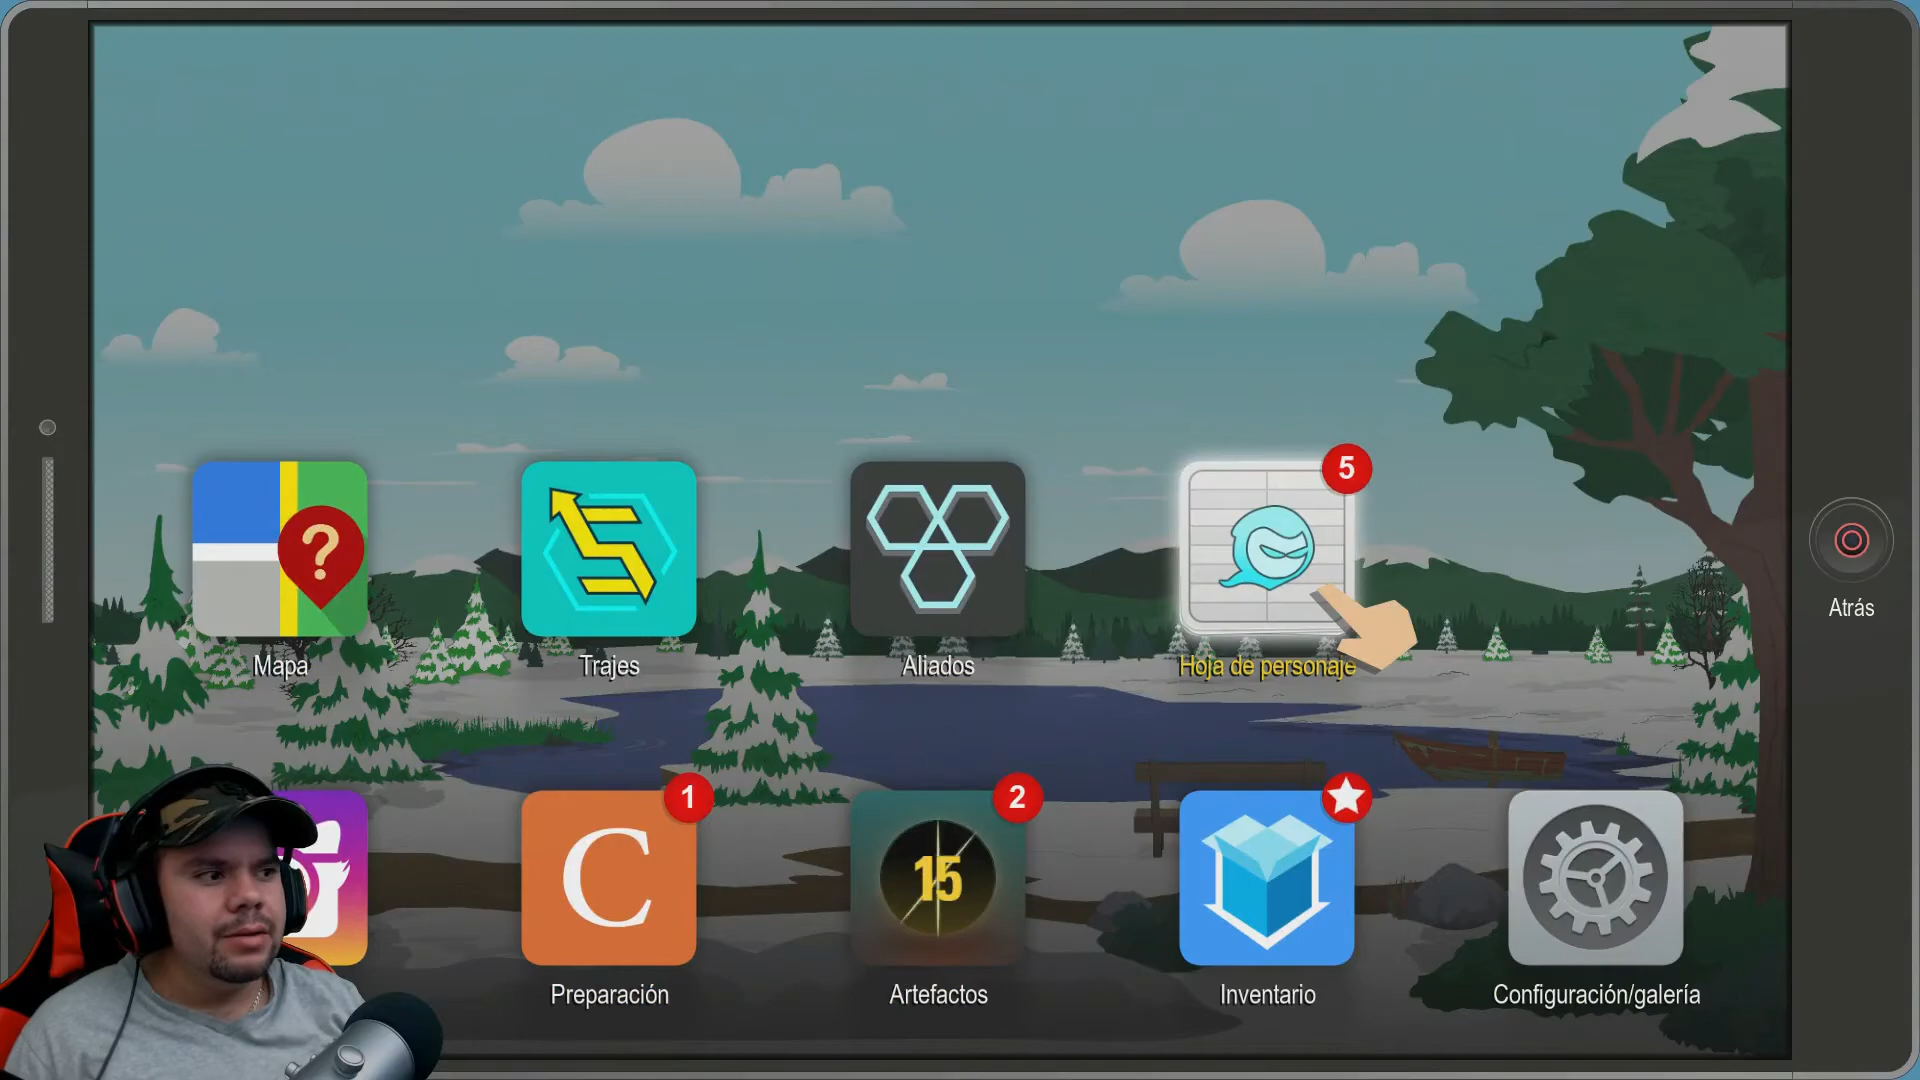 5
?
Mapa
Trajes
Aliados
Hoja de personaje
Atrás
1
2
C
15
Preparación
Artefactos
Inventario
Configuración/galería